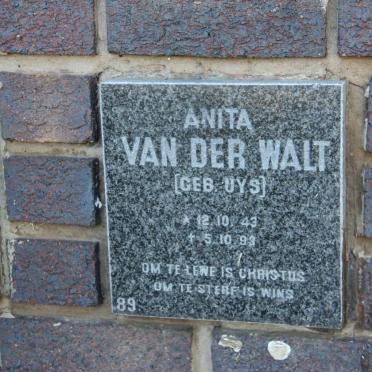 ANITA
VAN DER WALT
[GEB. UYS]
* 12.10.43
+ 5.10.93
OM TE LEWE IS CHRISTUS
OM TE STERF IS WINS
89